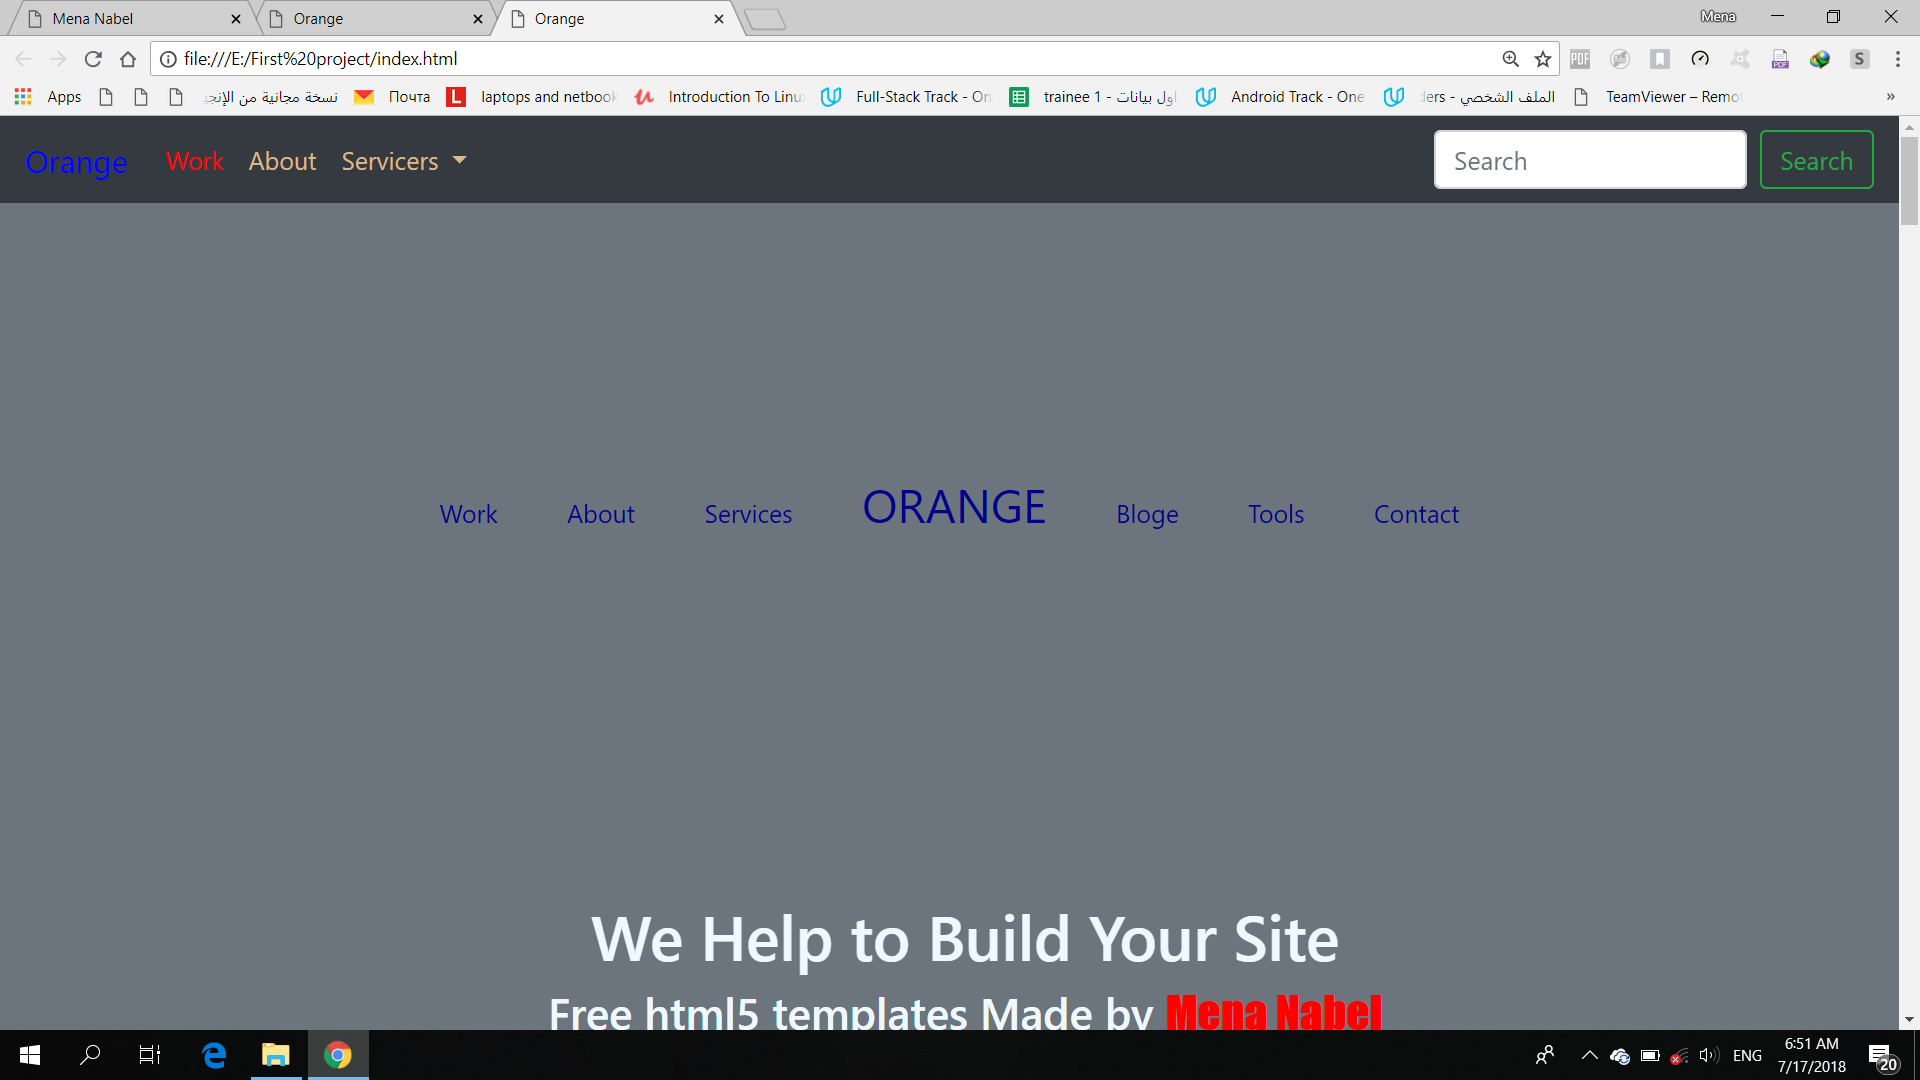 Mena Nabel
Orange
Orange
Mena
file:///E:/First%20project/index.html
Apps
نسخة مجانية من
Почта
laptops and netbook
Introduction To Linu
Full-Stack Track - On
trainee 1 - اول بيانات
Android Track - One
ders - الملف الشخصي
TeamViewer – Remo
»
Orange Work About Servicers
Search
Search
Work About Services ORANGE Bloge Tools Contact
We Help to Build Your Site
Free html5 templates Made by Mena Nabel
ENG
6:51 AM
7/17/2018
20